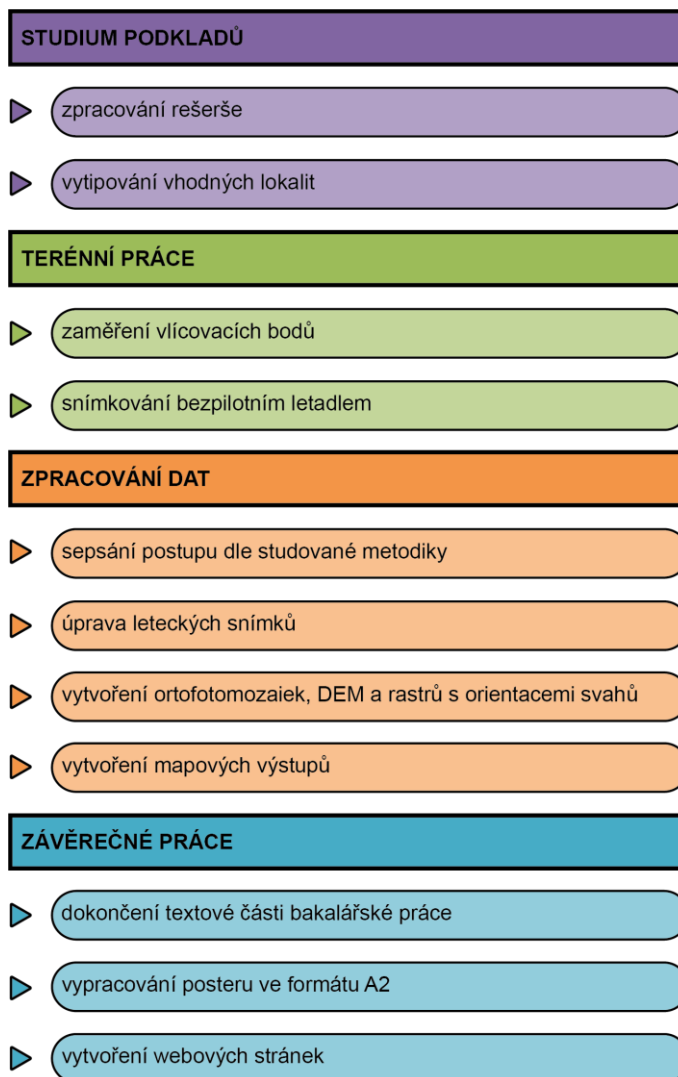 STUDIUM PODKLADŮ
zpracování rešerše
vytipování vhodných lokalit
TERÉNNÍ PRÁCE
zaměření vlícovacích bodů
snímkování bezpilotním letadlem
ZPRACOVÁNÍ DAT
sepsání postupu dle studované metodiky
úprava leteckých snímků
vytvoření ortofotomozaiek, DEM a rastrů s orientacemi svahů
vytvoření mapových výstupů
ZÁVĚREČNÉ PRÁCE
dokončení textové části bakalářské práce
vypracování posteru ve formátu A2
vytvoření webových stránek